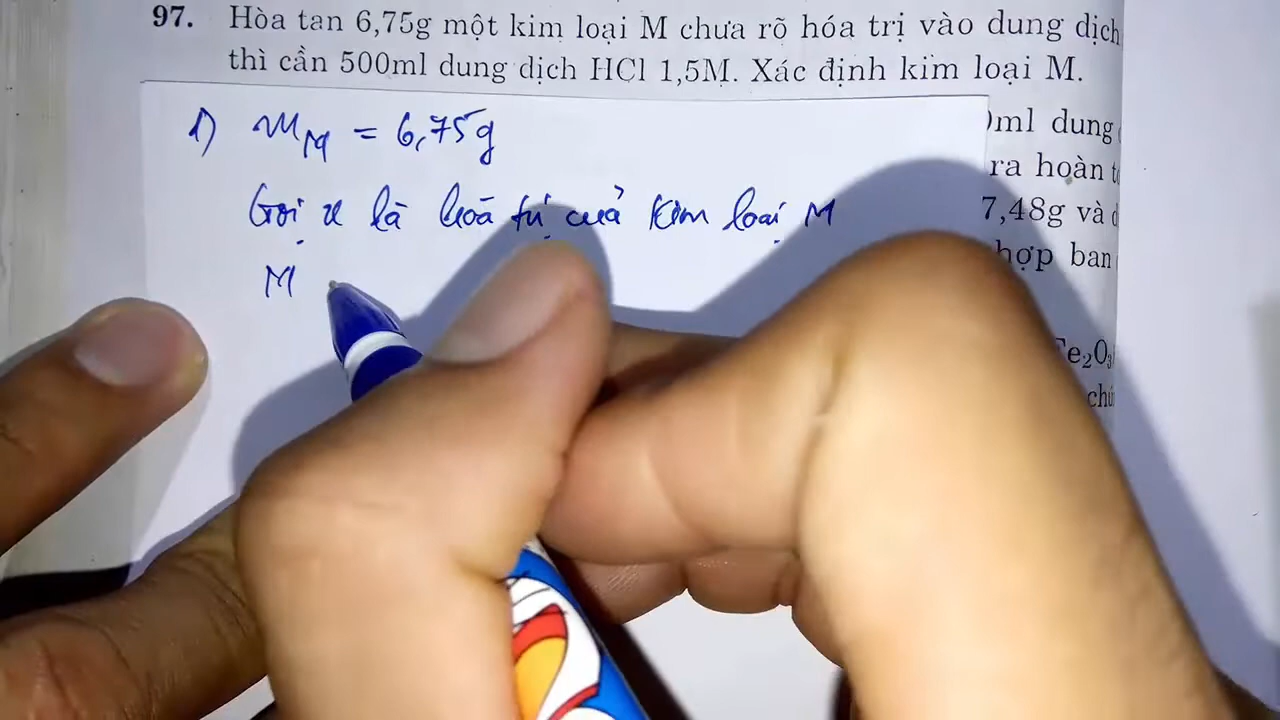 97. Hòa tan 6,75g một kim loại M chưa rõ hóa trị vào dung dịch
thì cần 500ml dung dịch HCl 1,5M. Xác định kim loại M.
1) mM = 6,75g
)ml dung
ra hoàn
Gọi x là hoá trị cuả kim loại M
7,48g và
hợp ban
M
Fe₂O₃